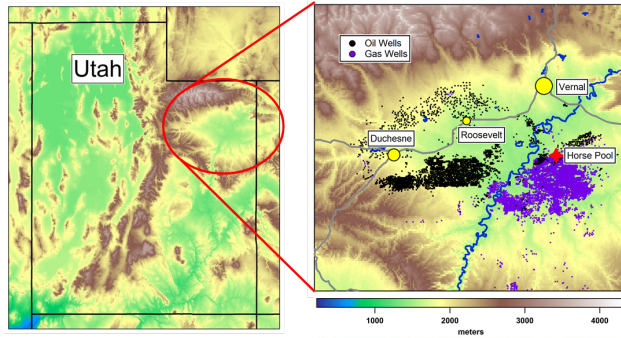 Utah
Oil Wells
Gas Wells
Vernal
Roosevelt
Duchesne
Horse Pool
1000 2000 3000 4000
meters